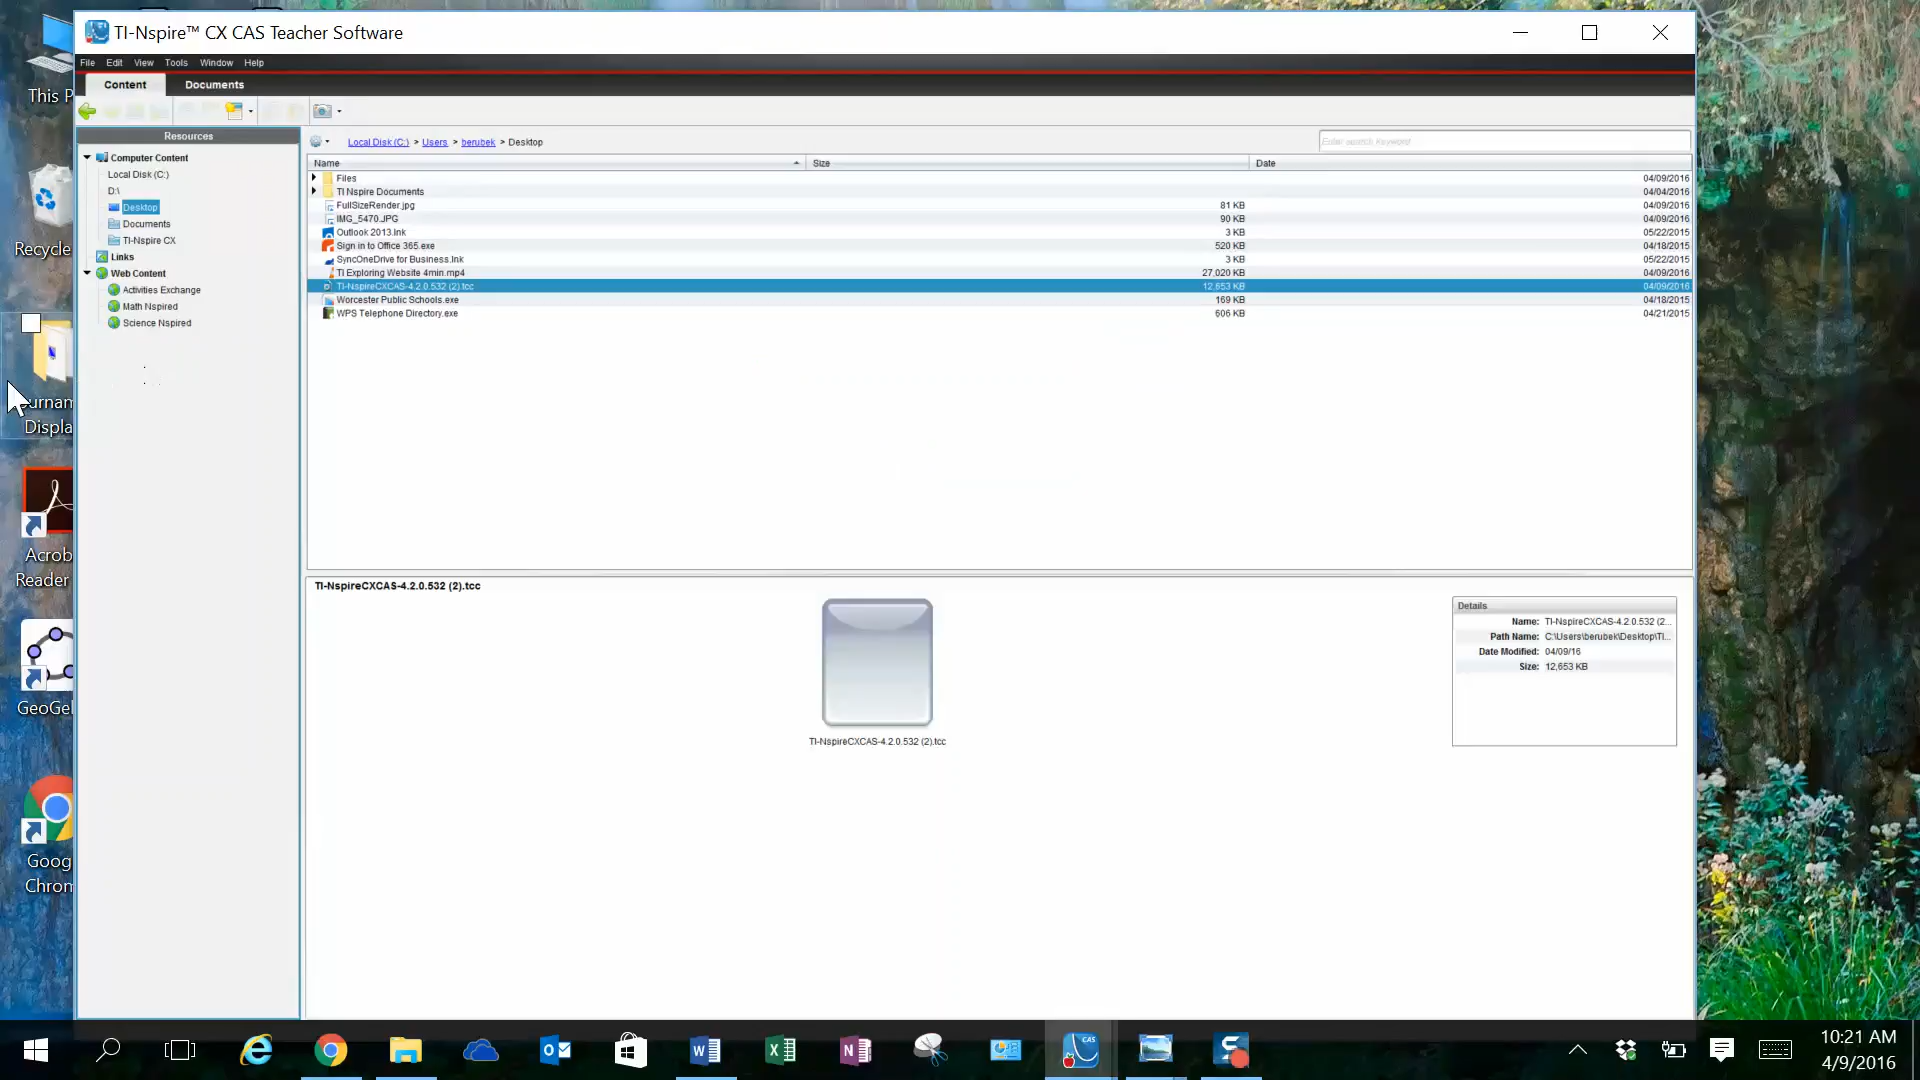 TI-Nspire™ CX CAS Teacher Software
File Edit View Tools Window Help
Content Documents
Resources
Computer Content
Local Disk (C:)
D:\
Desktop
Documents
TI-Nspire CX
Links
Web Content
Activities Exchange
Math Nspired
Science Nspired
Local Disk (C:) > Users > berubek > Desktop
Enter search keyword
Name Size Date
Files 04/09/2016
TI Nspire Documents 04/04/2016
FullSizeRender.jpg 81 KB 04/09/2016
IMG_5470.JPG 90 KB 04/09/2016
Outlook 2013.lnk 3 KB 05/22/2015
Sign in to Office 365.exe 520 KB 04/18/2015
SyncOneDrive for Business.lnk 3 KB 05/22/2015
TI Exploring Website 4min.mp4 27,020 KB 04/09/2016
TI-NspireCXCAS-4.2.0.532 (2).tcc 12,653 KB 04/09/2016
Worcester Public Schools.exe 169 KB 04/18/2015
WPS Telephone Directory.exe 606 KB 04/21/2015
TI-NspireCXCAS-4.2.0.532 (2).tcc
TI-NspireCXCAS-4.2.0.532 (2).tcc
Details
Name: TI-NspireCXCAS-4.2.0.532 (2...
Path Name: C:\Users\berubek\Desktop\TI...
Date Modified: 04/09/16
Size: 12,653 KB
This P
Recycle
urnam
Displa
Acrob
Reader
GeoGel
Goog
Chrom
CAS
10:21 AM
4/9/2016